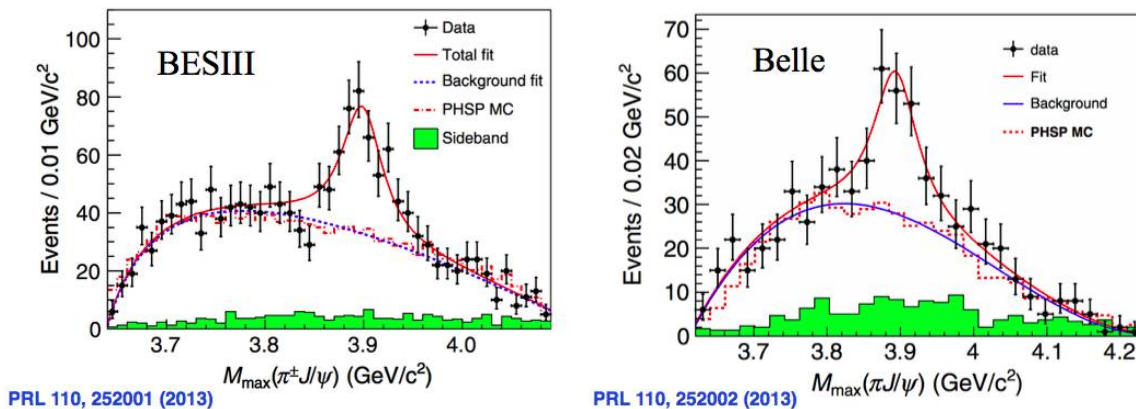 BESIII
Data
Total fit
Background fit
PHSP MC
Sideband
Events / 0.01 GeV/c²
100
80
60
40
20
0
3.7 3.8 3.9 4.0
M_max(π±J/ψ) (GeV/c²)
PRL 110, 252001 (2013)
Belle
data
Fit
Background
PHSP MC
Events / 0.02 GeV/c²
70
60
50
40
30
20
10
0
3.7 3.8 3.9 4 4.1 4.2
M_max(πJ/ψ) (GeV/c²)
PRL 110, 252002 (2013)